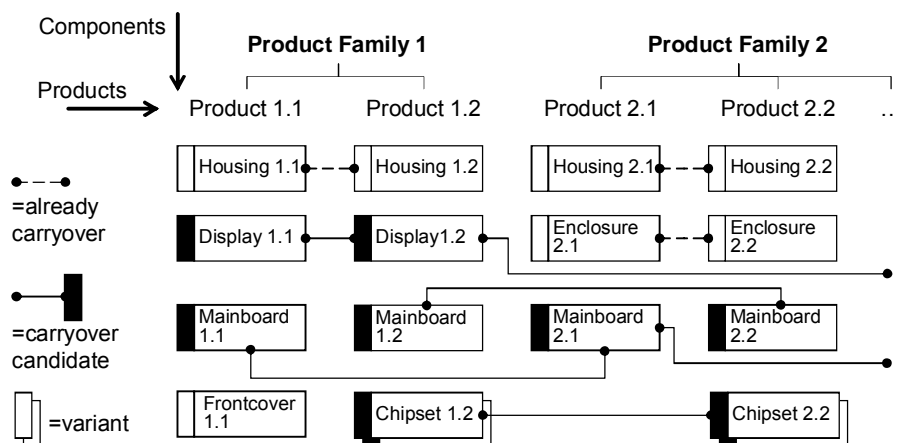 Components
Product Family 1
Product Family 2
Products
Product 1.1
Product 1.2
Product 2.1
Product 2.2
..
Housing 1.1
Housing 1.2
Housing 2.1
Housing 2.2
=already
carryover
Display 1.1
Display1.2
Enclosure
2.1
Enclosure
2.2
=carryover
candidate
Mainboard
1.1
Mainboard
1.2
Mainboard
2.1
Mainboard
2.2
=variant
Frontcover
1.1
Chipset 1.2
Chipset 2.2